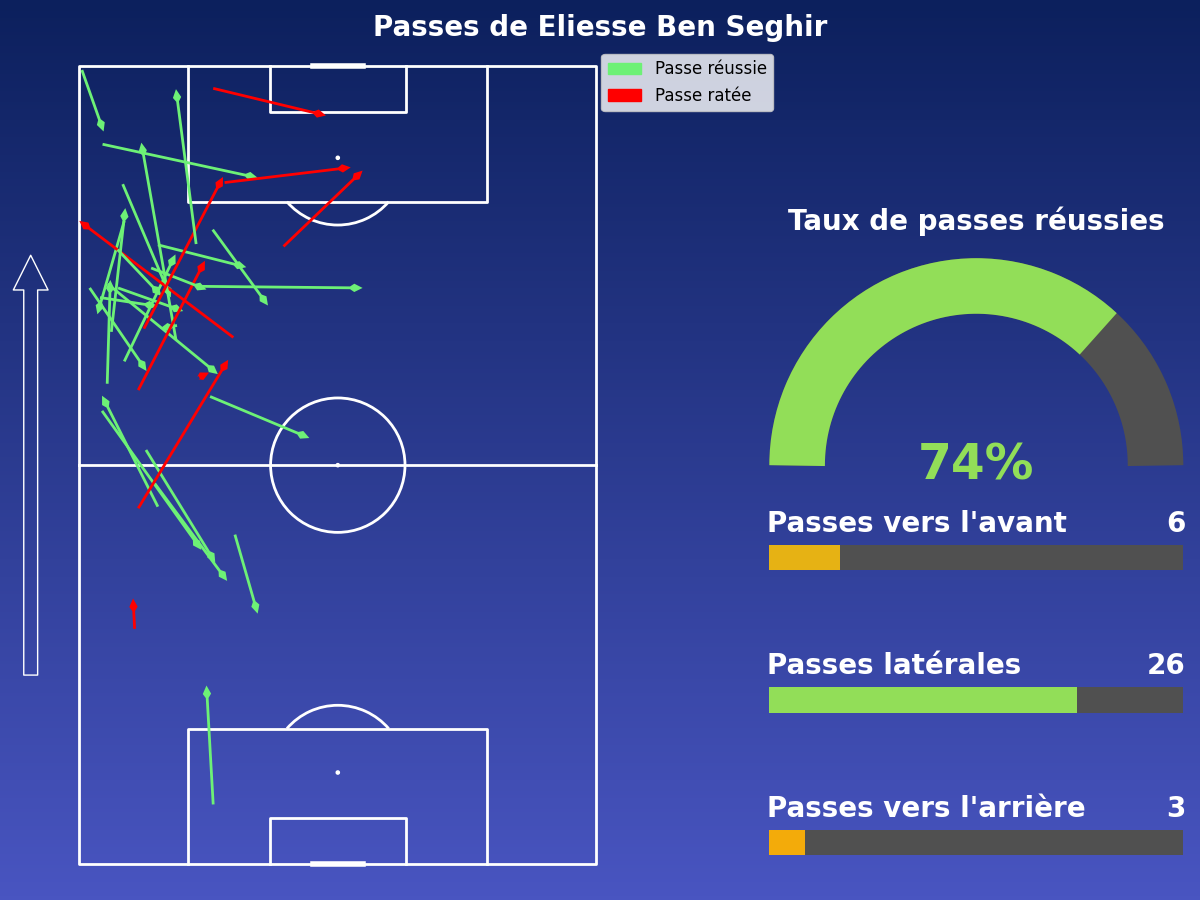 Passes de Eliesse Ben Seghir
Passe réussie
Passe ratée
Taux de passes réussies
74%
Passes vers l'avant 6
Passes latérales 26
Passes vers l'arrière 3